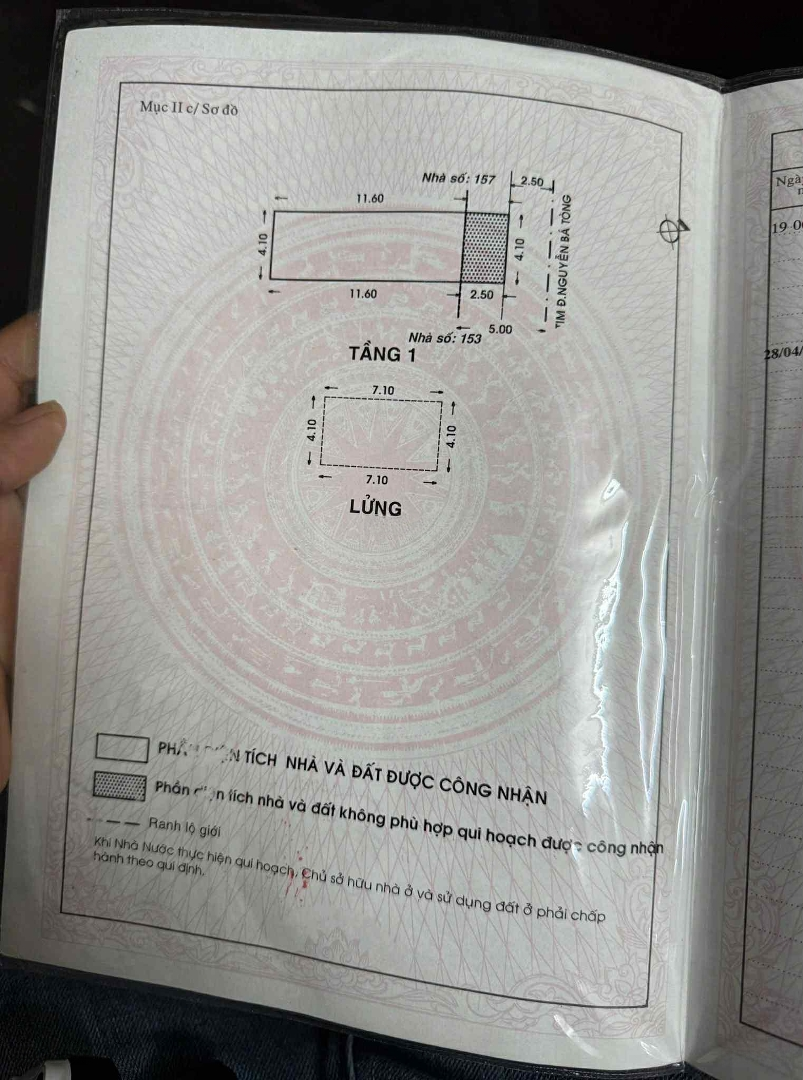 Mục II c/ Sơ đồ
Nhà số: 157
2.50
11.60
4.10
4.10
TIM Đ.NGUYỄN BÁ TÒNG
11.60
2.50
5.00
Nhà số: 153
TẦNG 1
7.10
4.10
4.10
7.10
LỬNG
TÍCH NHÀ VÀ ĐẤT ĐƯỢC CÔNG NHẬN
Phần tích nhà và đất không phù hợp qui hoạch được công nhận
Ranh lộ giới
Khi Nhà Nước thực hiện qui hoạch, Chủ sở hữu nhà ở và sử dụng đất ở phải chấp
hành theo qui định.
28/04/